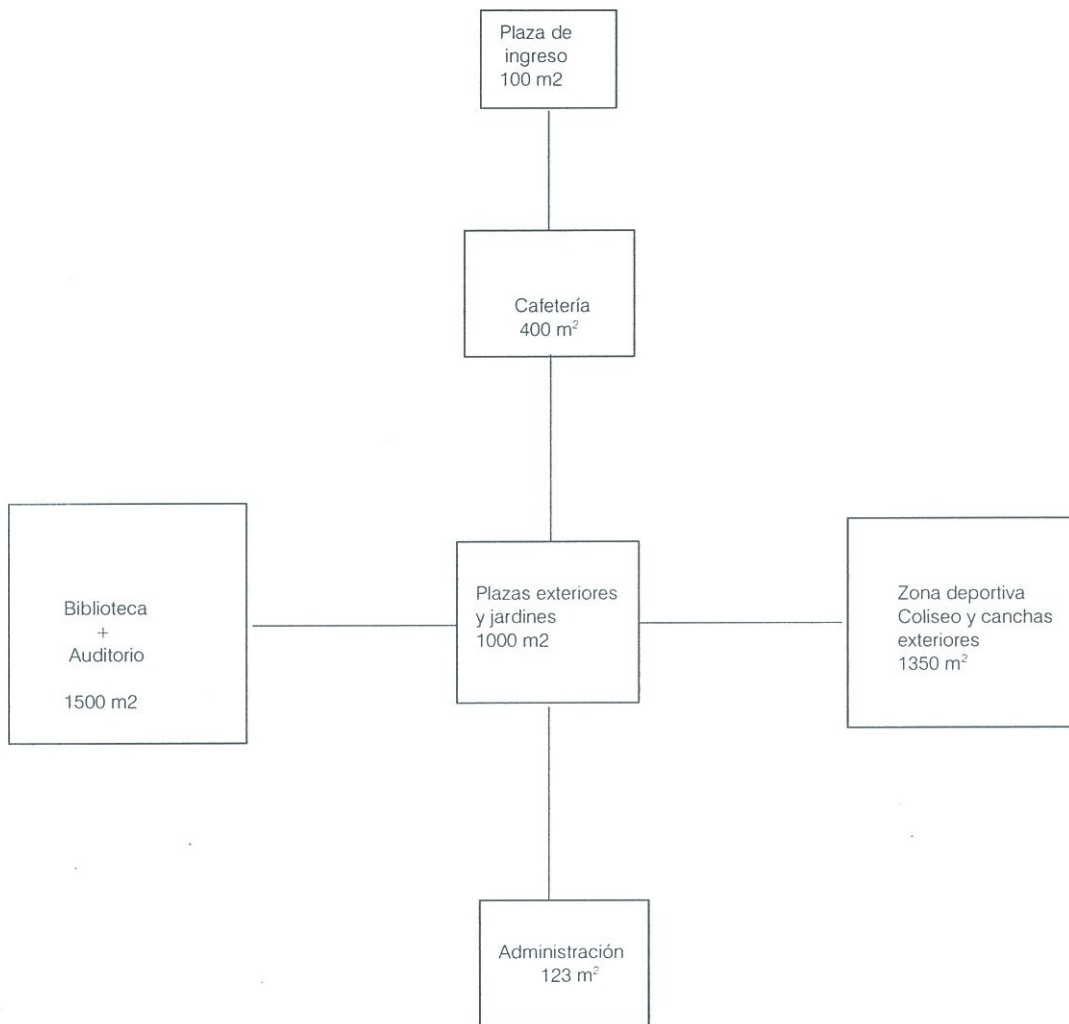 Plaza de
ingreso
100 m2
Cafetería
400 m²
Biblioteca
+
Auditorio
1500 m2
Plazas exteriores
y jardines
1000 m2
Zona deportiva
Coliseo y canchas
exteriores
1350 m²
Administración
123 m²